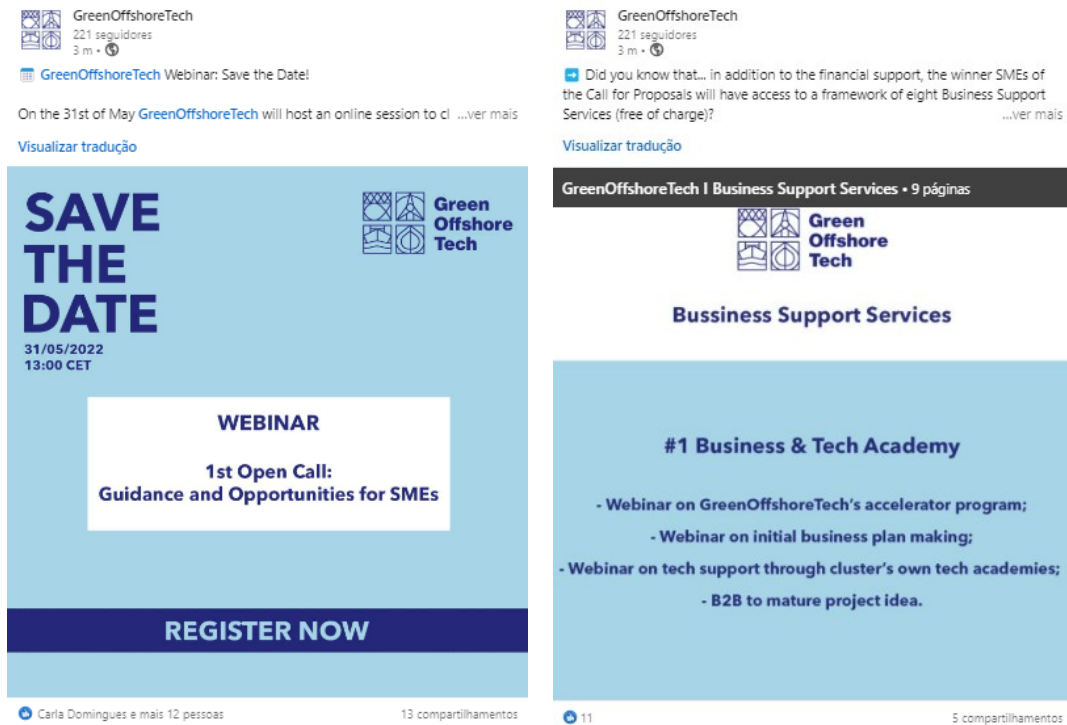 GreenOffshoreTech
221 seguidores
3 m •
GreenOffshoreTech Webinar: Save the Date!
On the 31st of May GreenOffshoreTech will host an online session to cl ...ver mais
Visualizar tradução
SAVE
THE
DATE
31/05/2022
13:00 CET
Green
Offshore
Tech
WEBINAR
1st Open Call:
Guidance and Opportunities for SMEs
REGISTER NOW
Carla Domingues e mais 12 pessoas
13 compartilhamentos
GreenOffshoreTech
221 seguidores
3 m •
Did you know that... in addition to the financial support, the winner SMEs of
the Call for Proposals will have access to a framework of eight Business Support
Services (free of charge)? ...ver mais
Visualizar tradução
GreenOffshoreTech I Business Support Services • 9 páginas
Green
Offshore
Tech
Bussiness Support Services
#1 Business & Tech Academy
- Webinar on GreenOffshoreTech's accelerator program;
- Webinar on initial business plan making;
- Webinar on tech support through cluster's own tech academies;
- B2B to mature project idea.
11
5 compartilhamentos